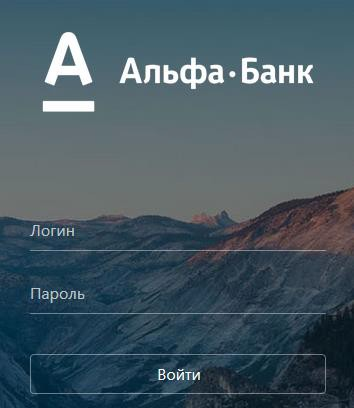 Альфа·Банк
Логин
Пароль
Войти